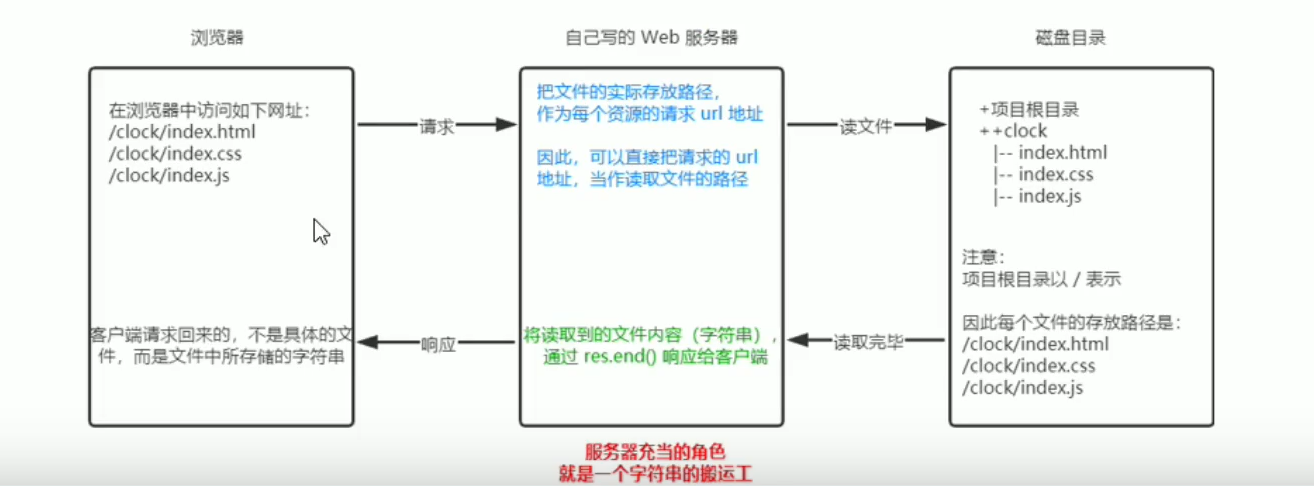 浏览器
在浏览器中访问如下网址：
/clock/index.html
/clock/index.css
/clock/index.js
客户端请求回来的，不是具体的文
件，而是文件中所存储的字符串
请求
响应
自己写的 Web 服务器
把文件的实际存放路径，
作为每个资源的请求 url 地址
因此，可以直接把请求的 url
地址，当作读取文件的路径
将读取到的文件内容（字符串），
通过 res.end() 响应给客户端
读文件
读取完毕
磁盘目录
+项目根目录
++clock
|-- index.html
|-- index.css
|-- index.js
注意：
项目根目录以 / 表示
因此每个文件的存放路径是：
/clock/index.html
/clock/index.css
/clock/index.js
服务器充当的角色
就是一个字符串的搬运工